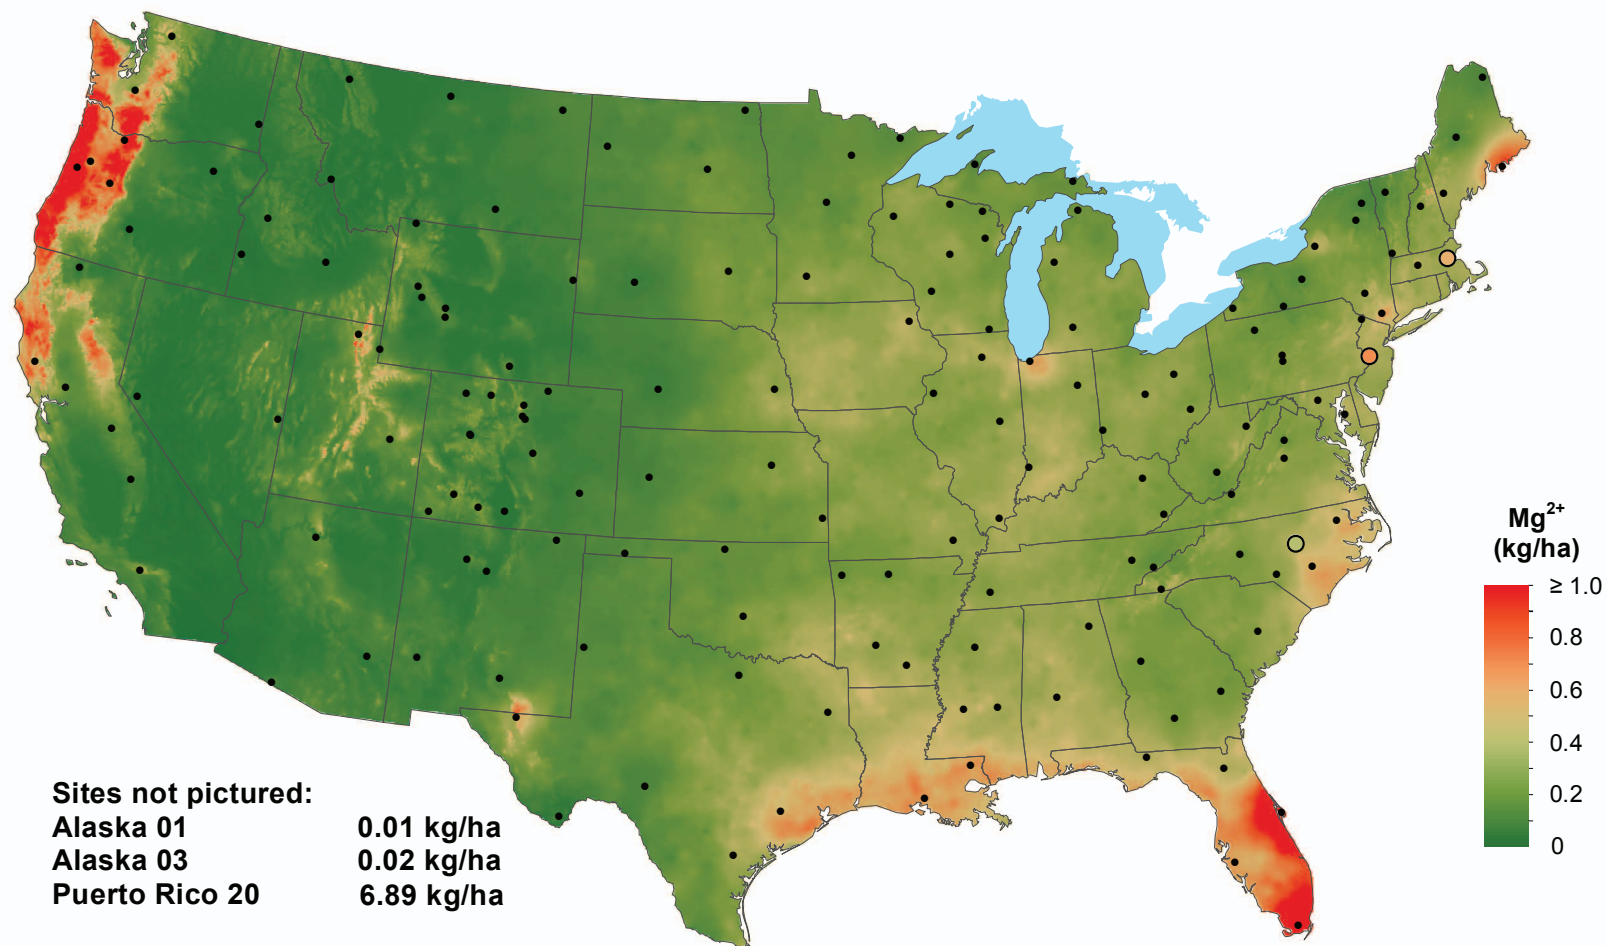 Mg2+
(kg/ha)
≥ 1.0
0.8
0.6
0.4
0.2
0
Sites not pictured:
Alaska 01 0.01 kg/ha
Alaska 03 0.02 kg/ha
Puerto Rico 20 6.89 kg/ha